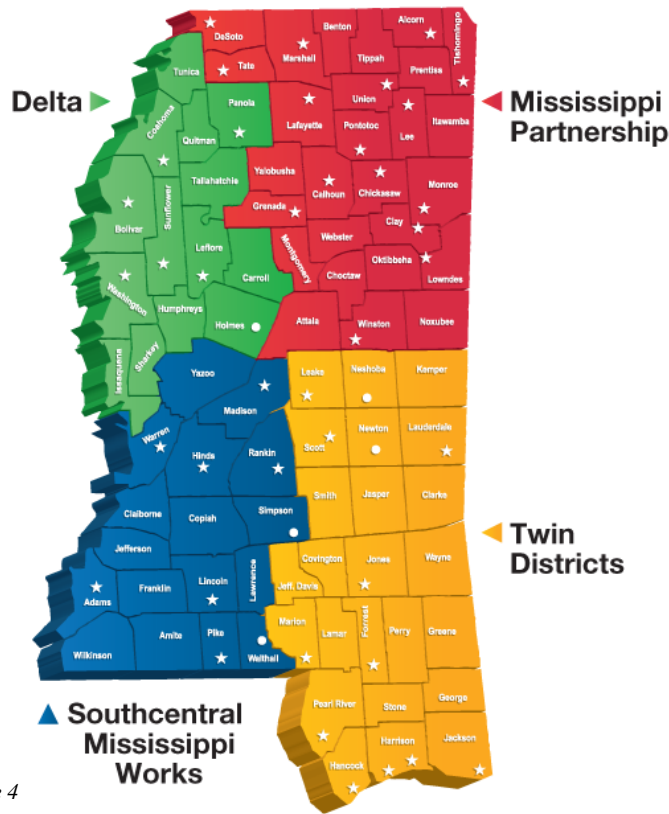 Delta
Mississippi
Partnership
Twin
Districts
Southcentral
Mississippi
Works
DeSoto
Tate
Marshall
Benton
Tippah
Alcorn
Prentiss
Tishomingo
Tunica
Panola
Lafayette
Union
Pontotoc
Lee
Itawamba
Coahoma
Quitman
Tallahatchie
Yalobusha
Calhoun
Chickasaw
Monroe
Grenada
Clay
Bolivar
Sunflower
Leflore
Carroll
Montgomery
Webster
Choctaw
Oktibbeha
Lowndes
Washington
Humphreys
Holmes
Attala
Winston
Noxubee
Issaquena
Sharkey
Yazoo
Madison
Leake
Neshoba
Kemper
Warren
Hinds
Rankin
Scott
Newton
Lauderdale
Claiborne
Copiah
Simpson
Smith
Jasper
Clarke
Jefferson
Adams
Franklin
Lincoln
Lawrence
Jeff. Davis
Covington
Jones
Wayne
Wilkinson
Amite
Pike
Walthall
Marion
Lamar
Forrest
Perry
Greene
Pearl River
Stone
George
Hancock
Harrison
Jackson
4